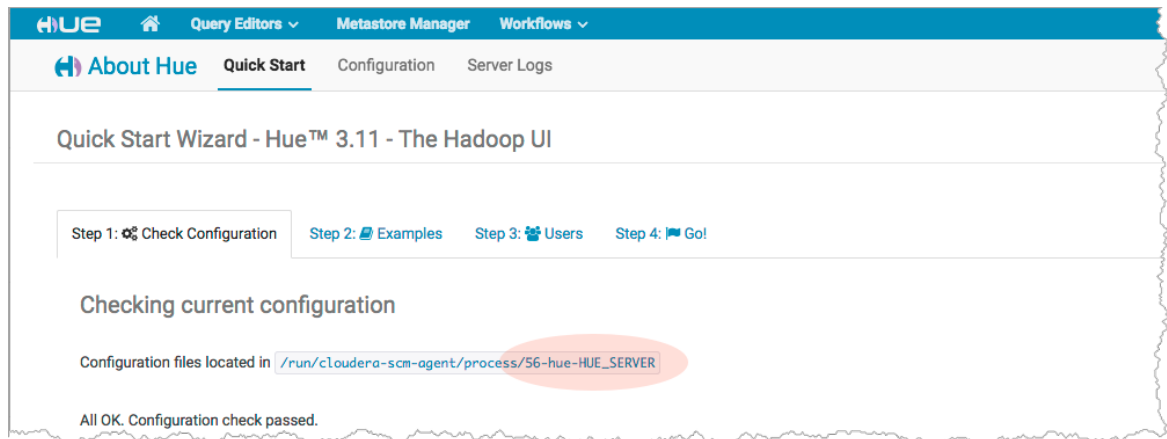 HUE Query Editors Metastore Manager Workflows
About Hue Quick Start Configuration Server Logs
Quick Start Wizard - Hue™ 3.11 - The Hadoop UI
Step 1: Check Configuration Step 2: Examples Step 3: Users Step 4: Go!
Checking current configuration
Configuration files located in /run/cloudera-scm-agent/process/56-hue-HUE_SERVER
All OK. Configuration check passed.